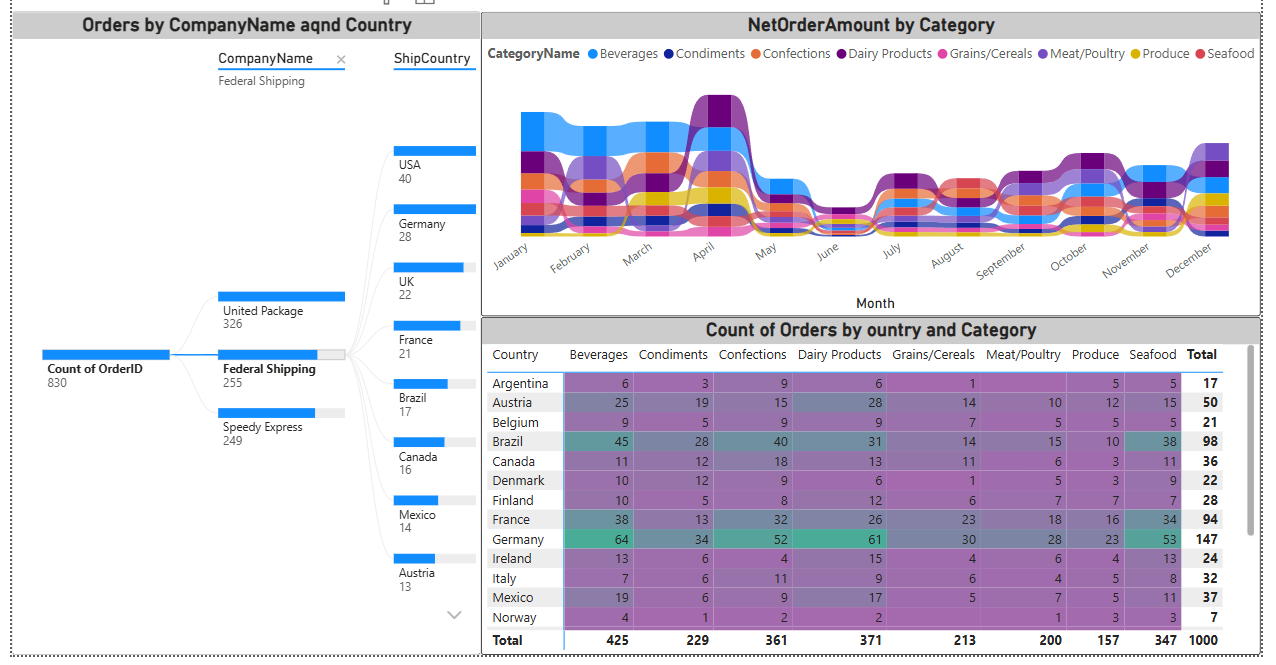 Orders by CompanyName aqnd Country
CompanyName
Federal Shipping
ShipCountry
Count of OrderID
830
United Package
326
Federal Shipping
255
Speedy Express
249
USA
40
Germany
28
UK
22
France
21
Brazil
17
Canada
16
Mexico
14
Austria
13
NetOrderAmount by Category
CategoryName Beverages Condiments Confections Dairy Products Grains/Cereals Meat/Poultry Produce Seafood
January February March April May June July August September October November December
Month
Count of Orders by ountry and Category
Country Beverages Condiments Confections Dairy Products Grains/Cereals Meat/Poultry Produce Seafood Total
Argentina 6 3 9 6 1 5 5 17
Austria 25 19 15 28 14 10 12 15 50
Belgium 9 5 9 9 7 5 5 5 21
Brazil 45 28 40 31 14 15 10 38 98
Canada 11 12 18 13 11 6 3 11 36
Denmark 10 12 9 6 1 5 3 9 22
Finland 10 5 8 12 6 7 7 7 28
France 38 13 32 26 23 18 16 34 94
Germany 64 34 52 61 30 28 23 53 147
Ireland 13 6 4 15 4 6 4 13 24
Italy 7 6 11 9 6 4 5 8 32
Mexico 19 6 9 17 5 7 5 11 37
Norway 4 1 2 2 1 3 3 7
Total 425 229 361 371 213 200 157 347 1000